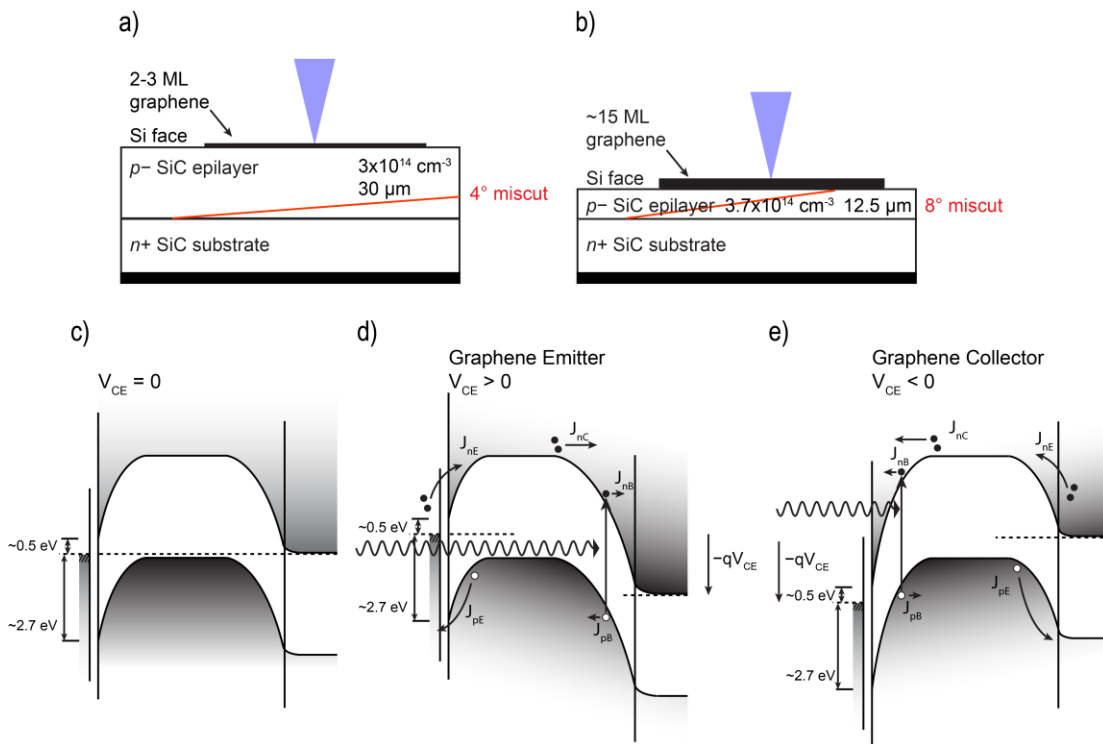 a)
2-3 ML
graphene
Si face
p− SiC epilayer
3x10¹⁴ cm⁻³
30 µm
4° miscut
n+ SiC substrate
b)
~15 ML
graphene
Si face
p− SiC epilayer 3.7x10¹⁴ cm⁻³ 12.5 µm
8° miscut
n+ SiC substrate
c)
V_CE = 0
~0.5 eV
~2.7 eV
d)
Graphene Emitter
V_CE > 0
J_nE
J_nC
J_nB
~0.5 eV
−qV_CE
~2.7 eV
J_pE
J_pB
e)
Graphene Collector
V_CE < 0
J_nC
J_nE
J_nB
−qV_CE
~0.5 eV
J_pB
J_pE
~2.7 eV